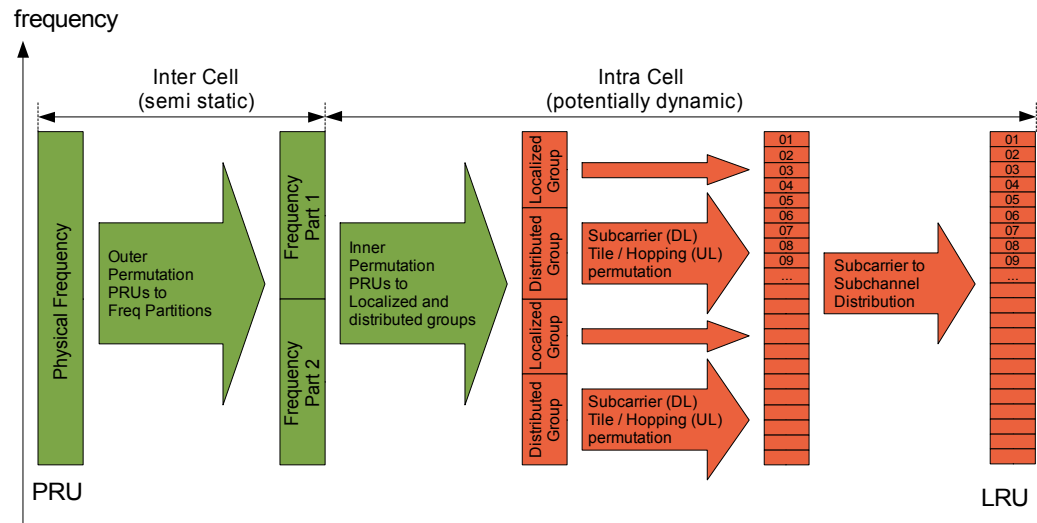 frequency
Inter Cell
(semi static)
Intra Cell
(potentially dynamic)
Physical Frequency
Outer
Permutation
PRUs to
Freq Partitions
Frequency
Part 1
Frequency
Part 2
Inner
Permutation
PRUs to
Localized and
distributed groups
Localized
Group
Distributed
Group
Localized
Group
Distributed
Group
Subcarrier (DL)
Tile / Hopping (UL)
permutation
Subcarrier (DL)
Tile / Hopping (UL)
permutation
01
02
03
04
05
06
07
08
09
...
Subcarrier to
Subchannel
Distribution
01
02
03
04
05
06
07
08
09
...
PRU
LRU